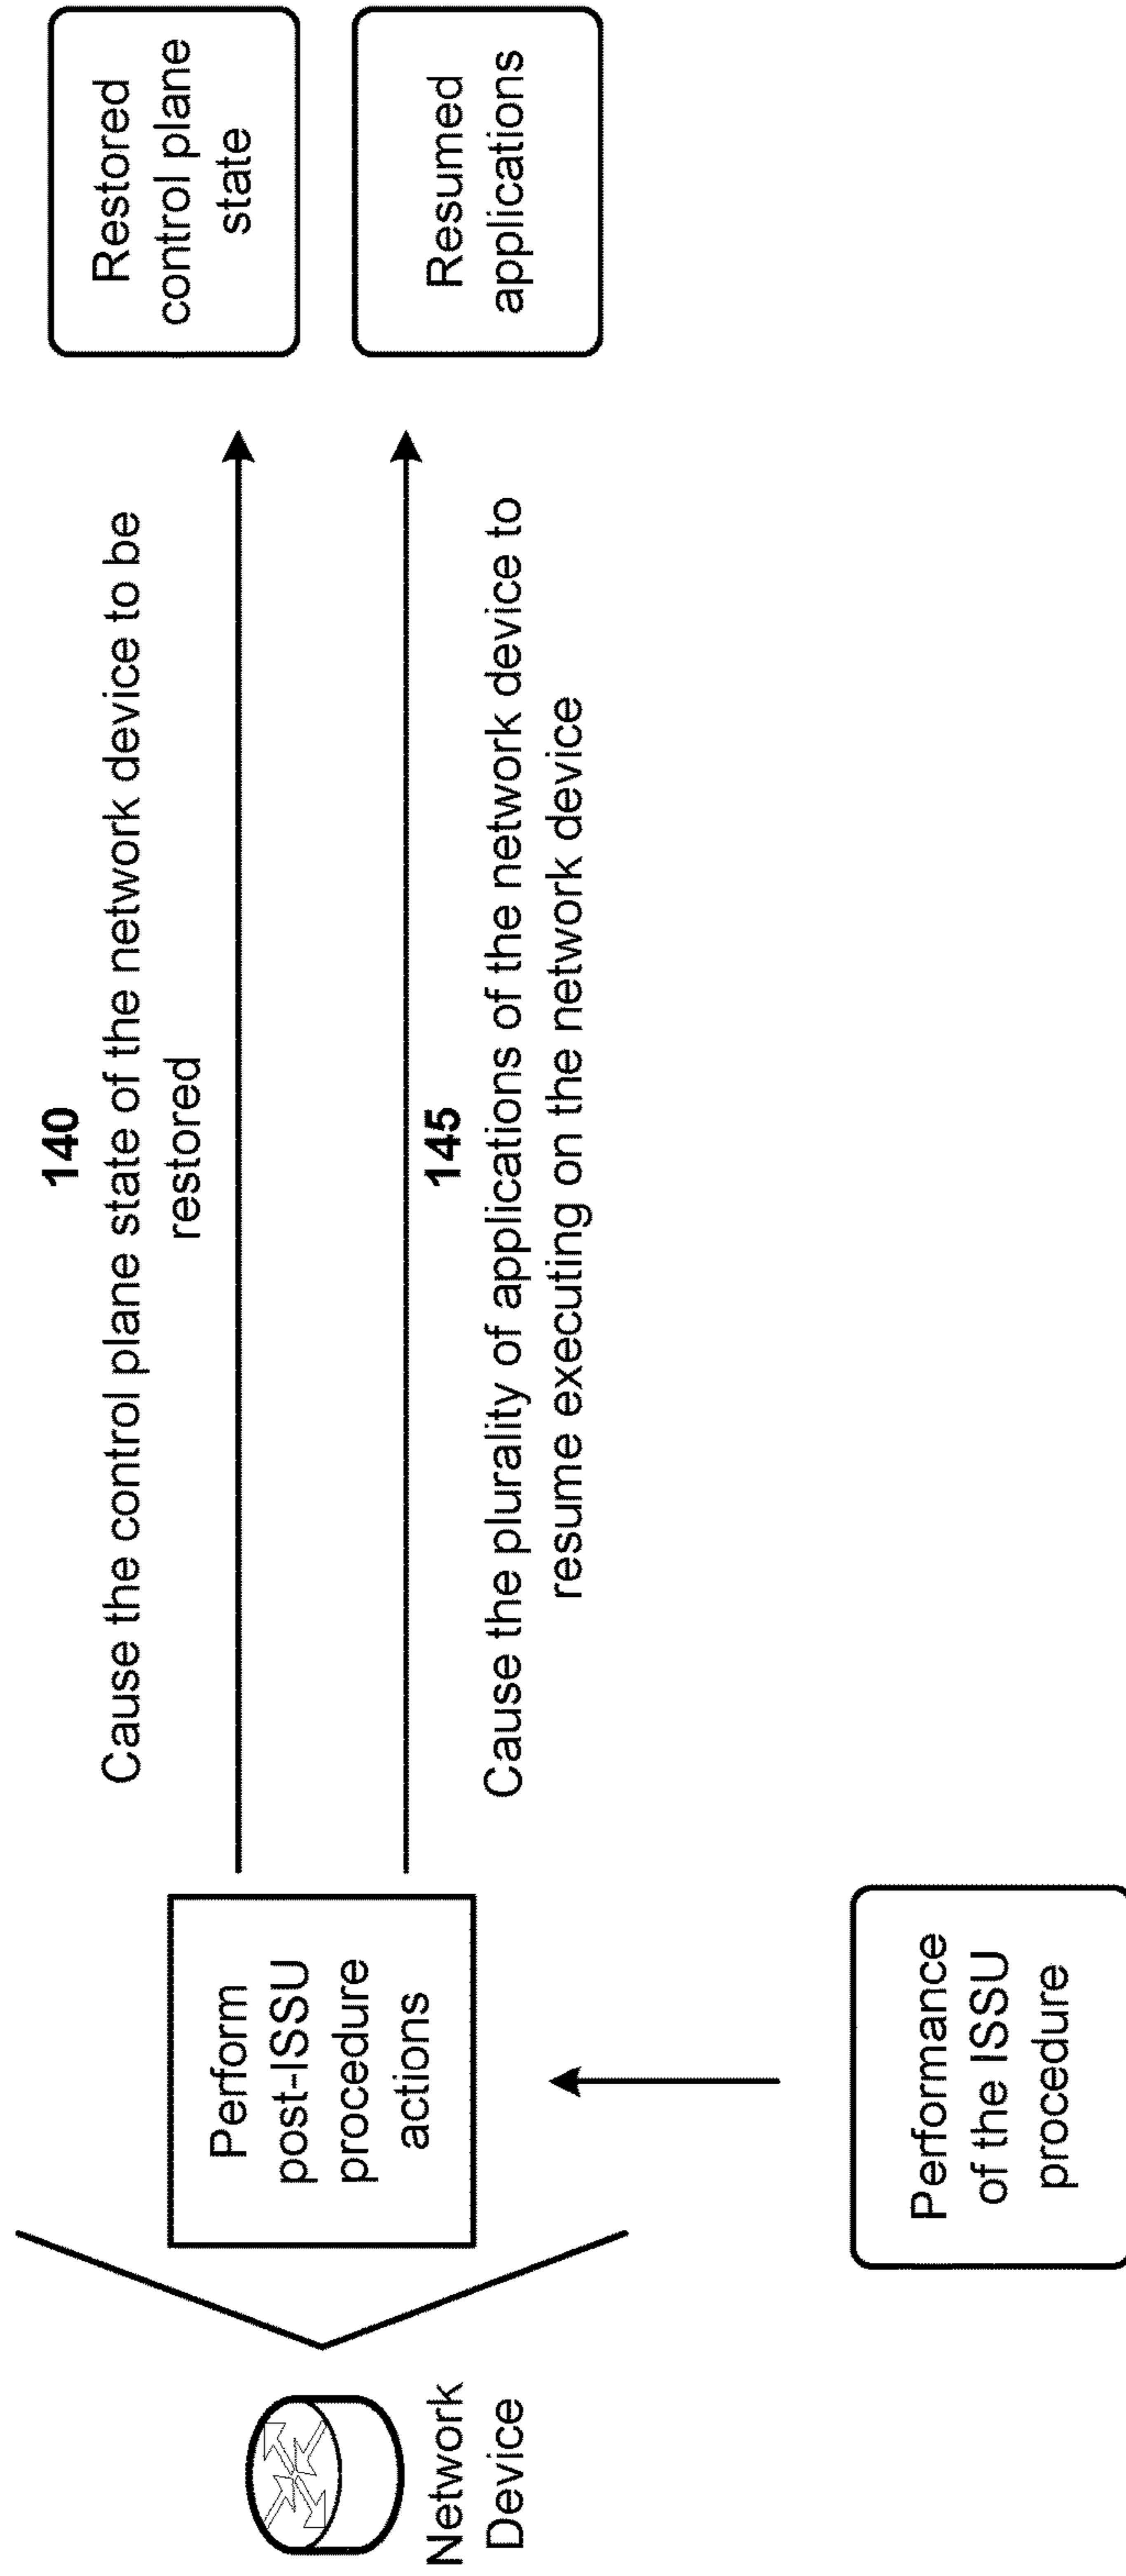 140
Cause the control plane state of the network device to be
restored
Restored
control plane
state
145
Cause the plurality of applications of the network device to
resume executing on the network device
Resumed
applications
Perform
post-ISSU
procedure
actions
Network
Device
Performance
of the ISSU
procedure